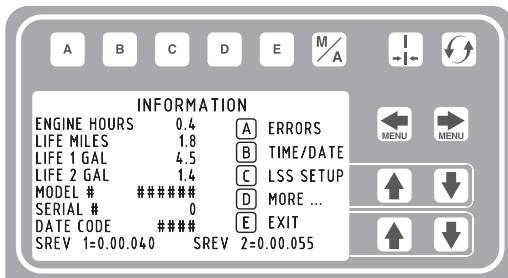 A B C D E M/A
INFORMATION
ENGINE HOURS 0.4 A ERRORS
LIFE MILES 1.8
LIFE 1 GAL 4.5 B TIME/DATE
LIFE 2 GAL 1.4 C LSS SETUP
MODEL # ###### D MORE ...
SERIAL # 0
DATE CODE #### E EXIT
SREV 1=0.00.040 SREV 2=0.00.055
MENU MENU